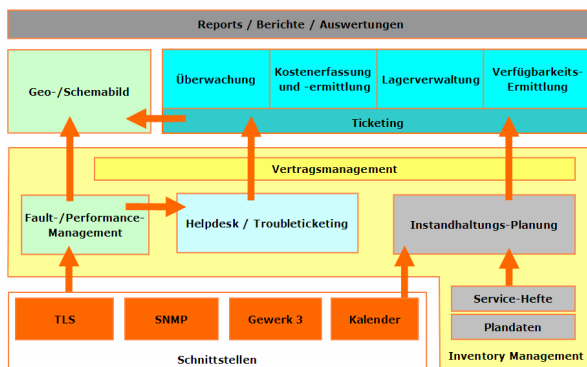 Reports / Berichte / Auswertungen
Geo-/Schemabild
Überwachung
Kostenerfassung
und -ermittlung
Lagerverwaltung
Verfügbarkeits-
Ermittlung
Ticketing
Vertragsmanagement
Fault-/Performance-
Management
Helpdesk / Troubleticketing
Instandhaltungs-Planung
TLS
SNMP
Gewerk 3
Kalender
Service-Hefte
Plandaten
Schnittstellen
Inventory Management